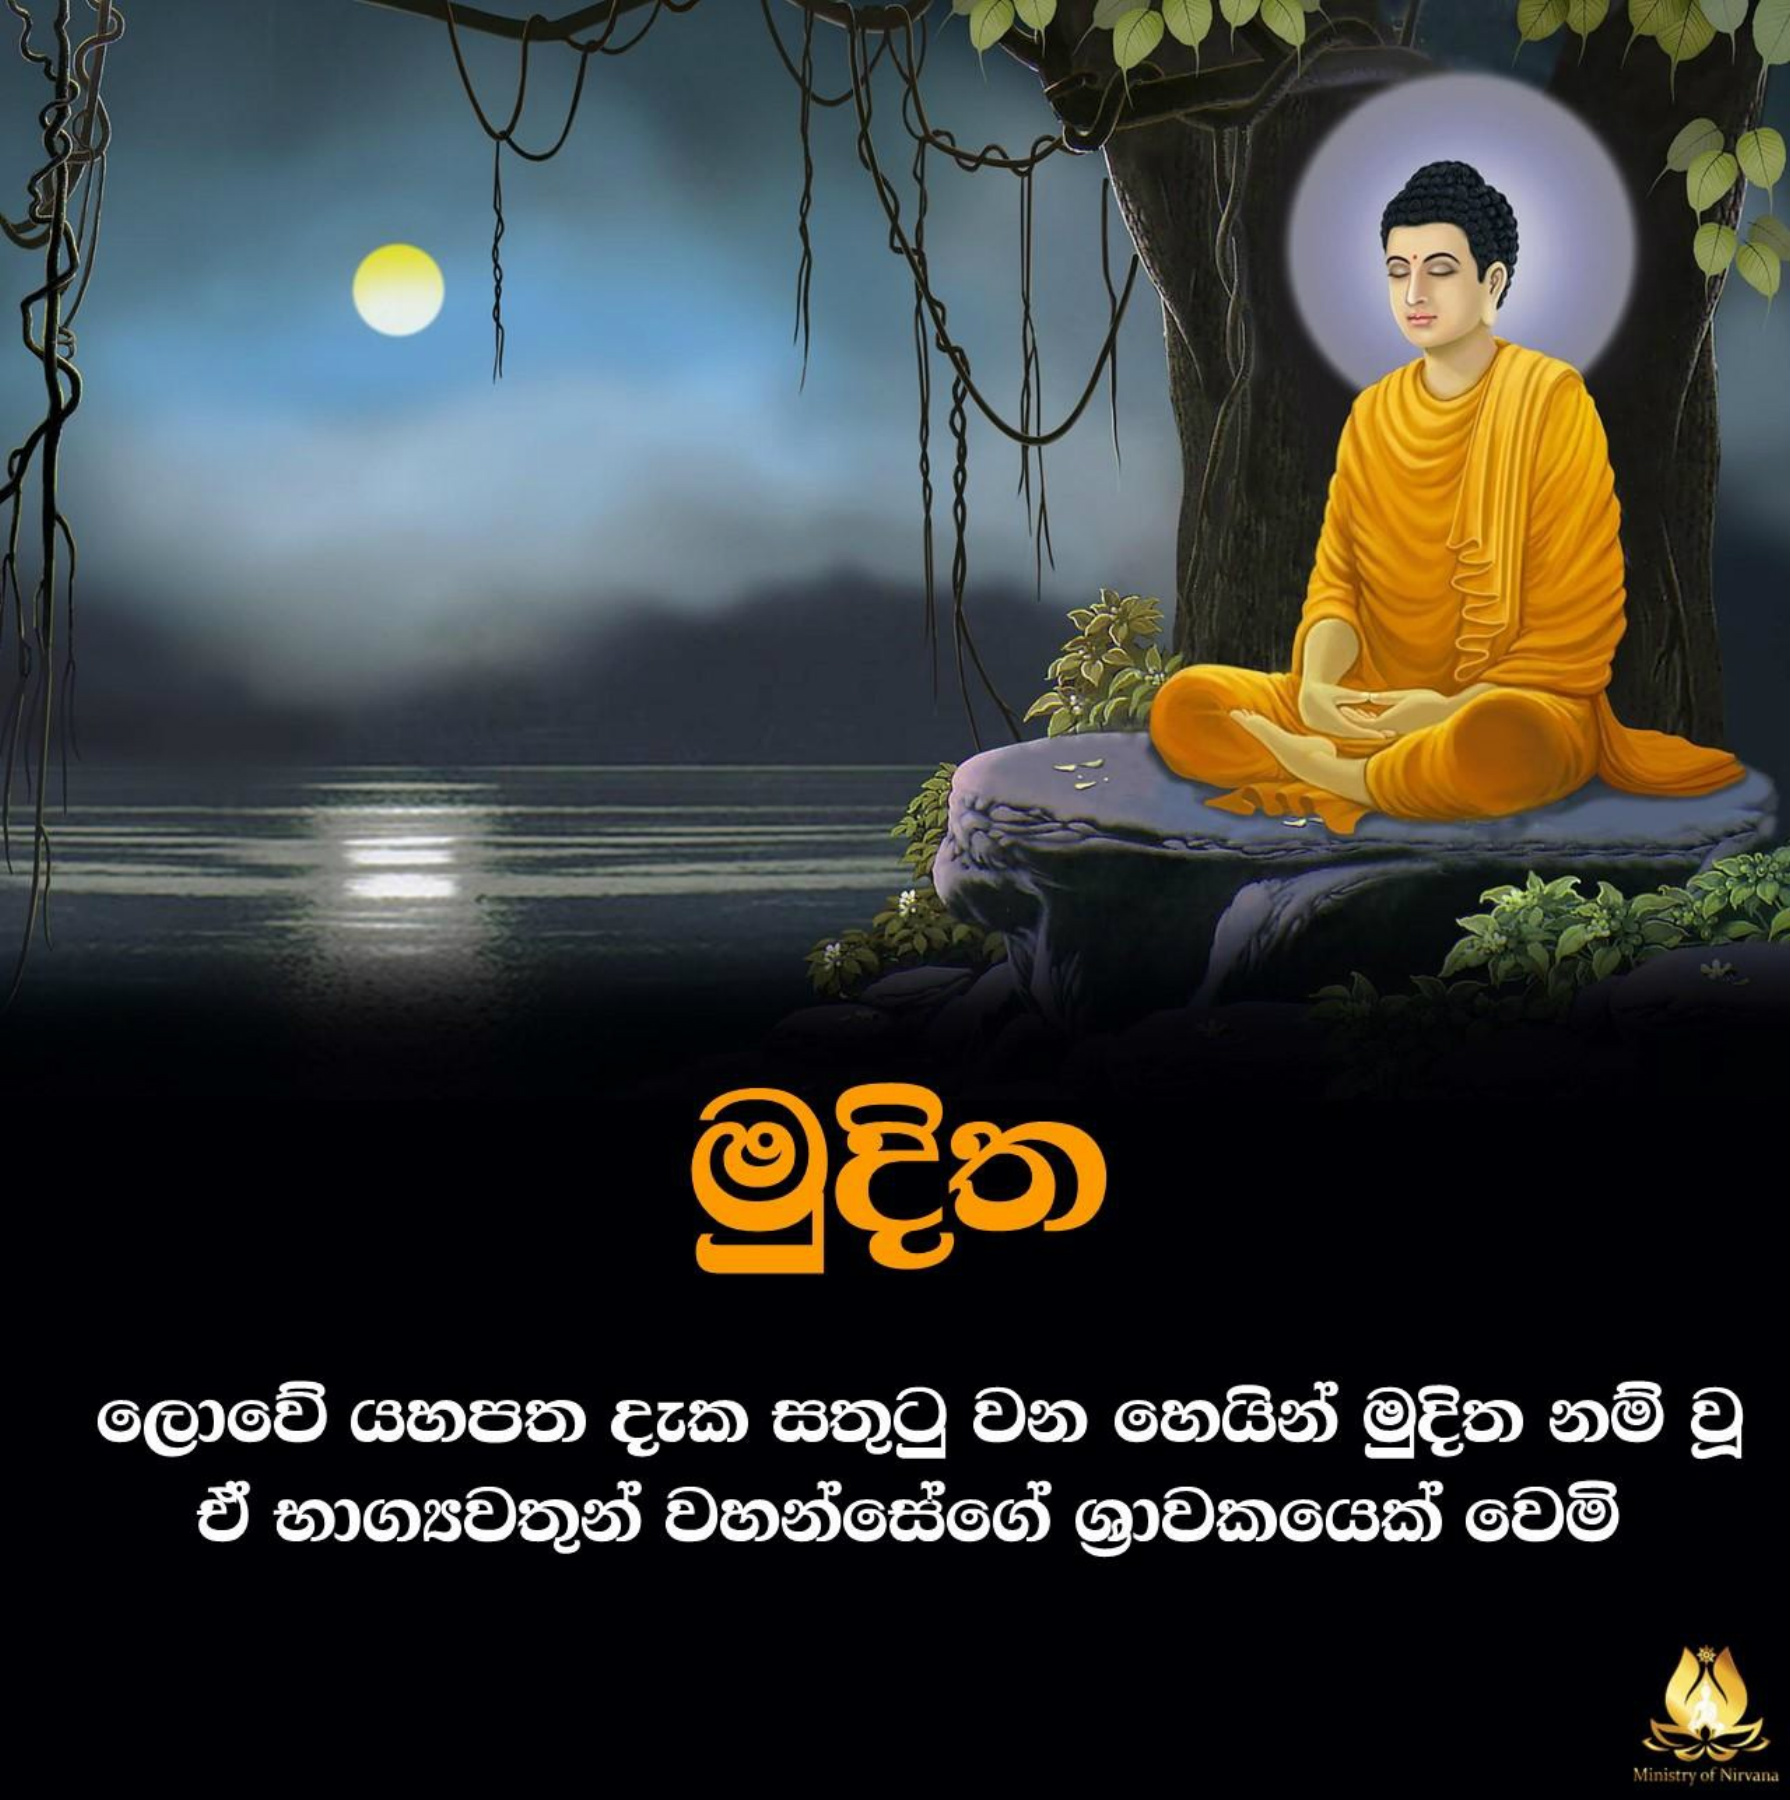 මුදිත
ලොවේ යහපත දැක සතුටු වන හෙයින් මුදිත නම් වූ
ඒ භාග්‍යවතුන් වහන්සේගේ ශ්‍රාවකයෙක් වෙමි
Ministry of Nirvana